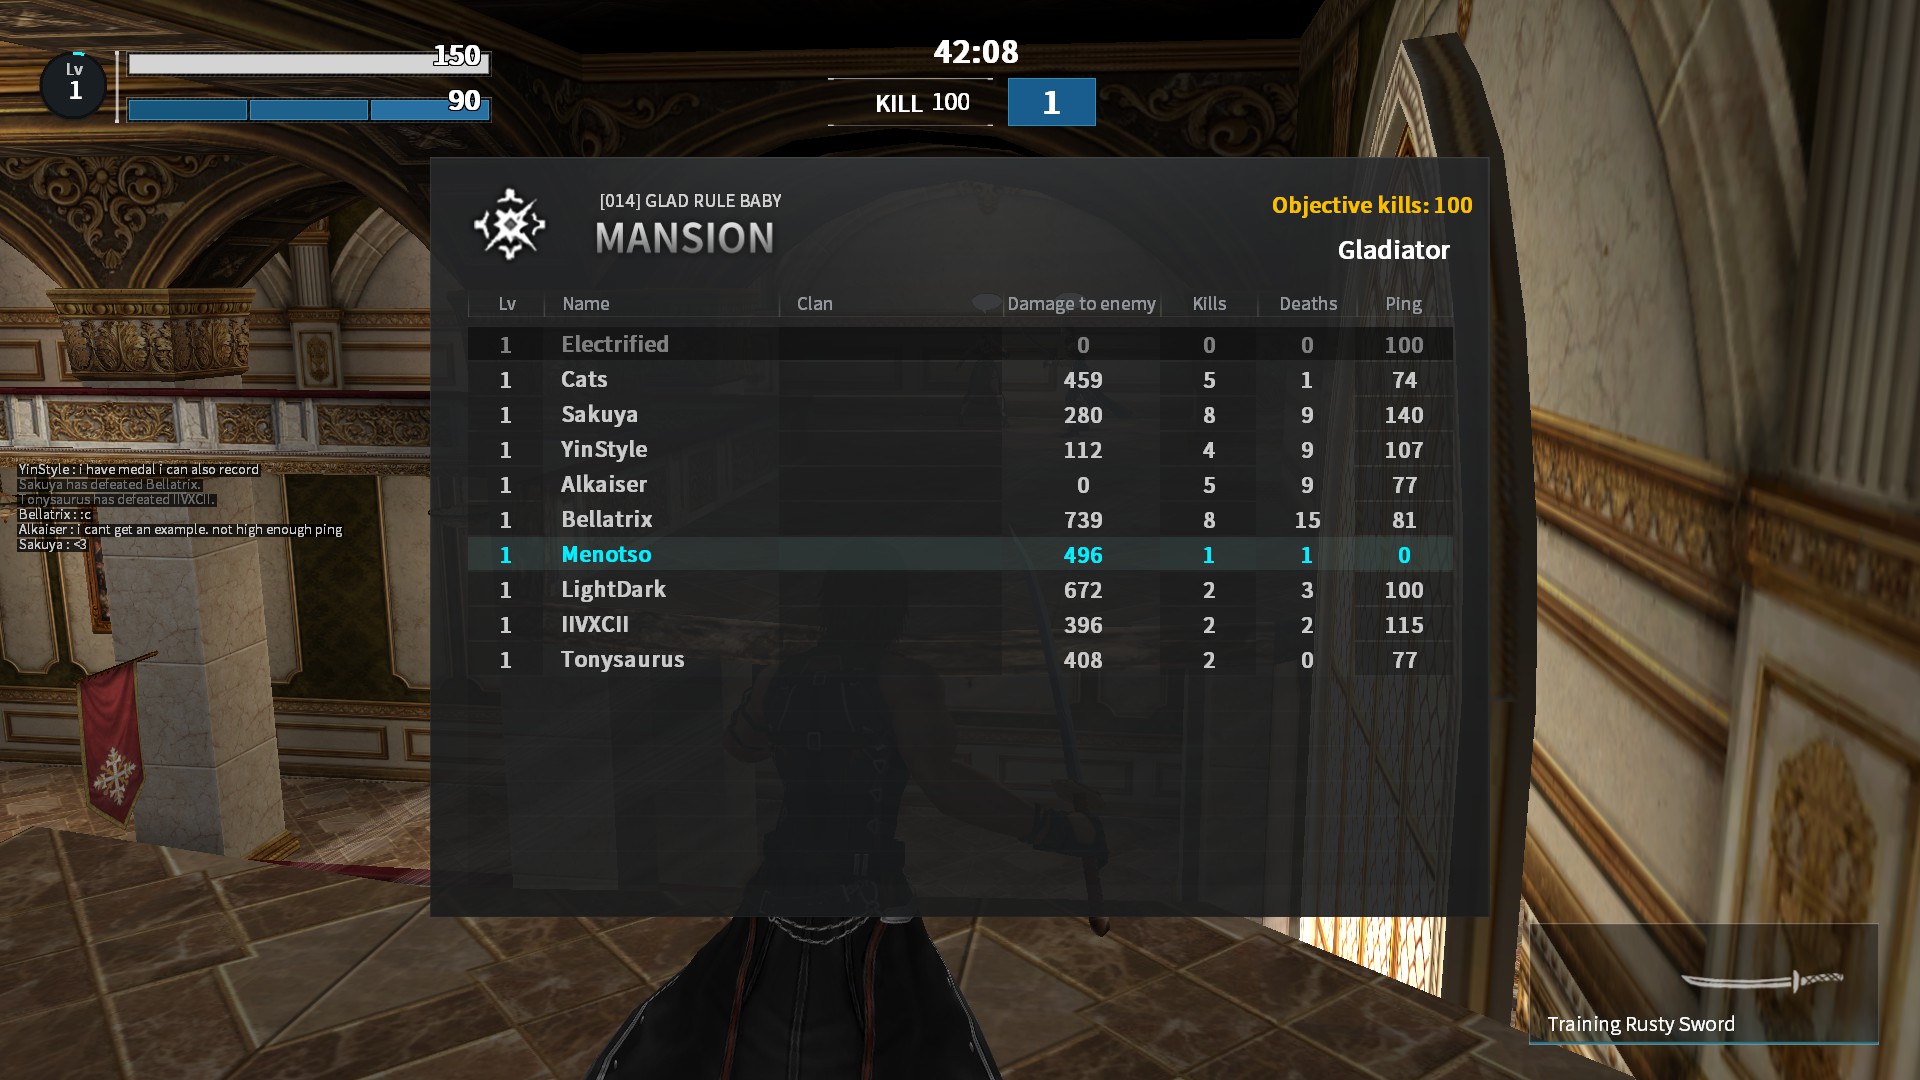 Lv
1
150
90
42:08
KILL 100
1
[014] GLAD RULE BABY
MANSION
Objective kills: 100
Gladiator
Lv Name Clan Damage to enemy Kills Deaths Ping
1 Electrified 0 0 0 100
1 Cats 459 5 1 74
1 Sakuya 280 8 9 140
1 YinStyle 112 4 9 107
1 Alkaiser 0 5 9 77
1 Bellatrix 739 8 15 81
1 Menotso 496 1 1 0
1 LightDark 672 2 3 100
1 IIVXCII 396 2 2 115
1 Tonysaurus 408 2 0 77
YinStyle : i have medal i can also record
Sakuya has defeated Bellatrix.
Tonysaurus has defeated IIVXCII.
Bellatrix : :c
Alkaiser : i cant get an example. not high enough ping
Sakuya : <3
Training Rusty Sword